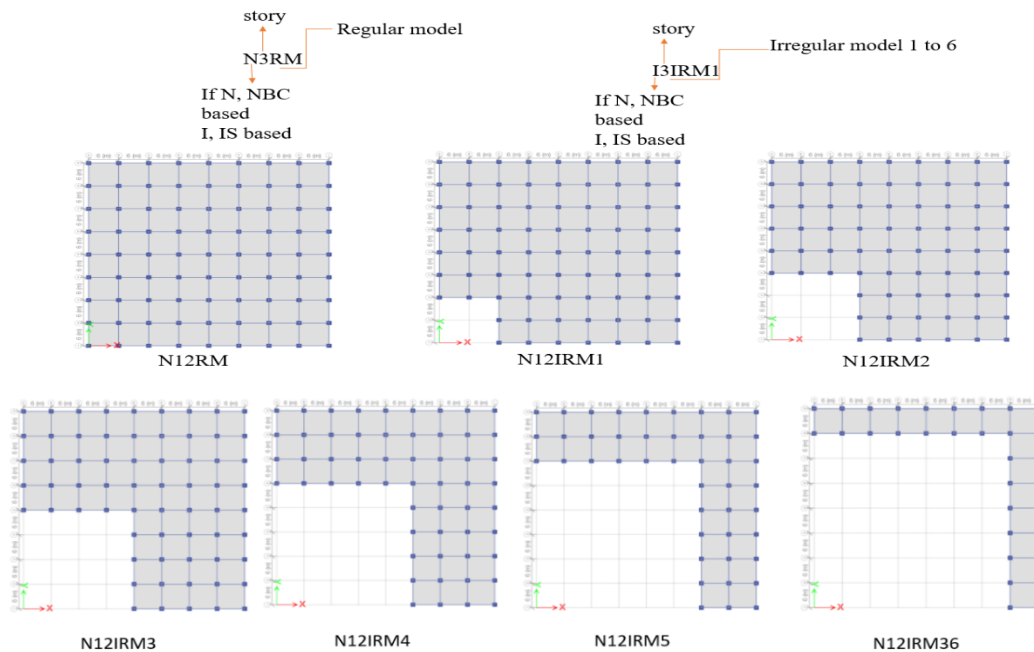 story
Regular model
N3RM
If N, NBC
based
I, IS based
story
Irregular model 1 to 6
I3IRM1
If N, NBC
based
I, IS based
Y
X
N12RM
Y
X
N12IRM1
Y
X
N12IRM2
Y
X
N12IRM3
Y
X
N12IRM4
Y
X
N12IRM5
Y
X
N12IRM36